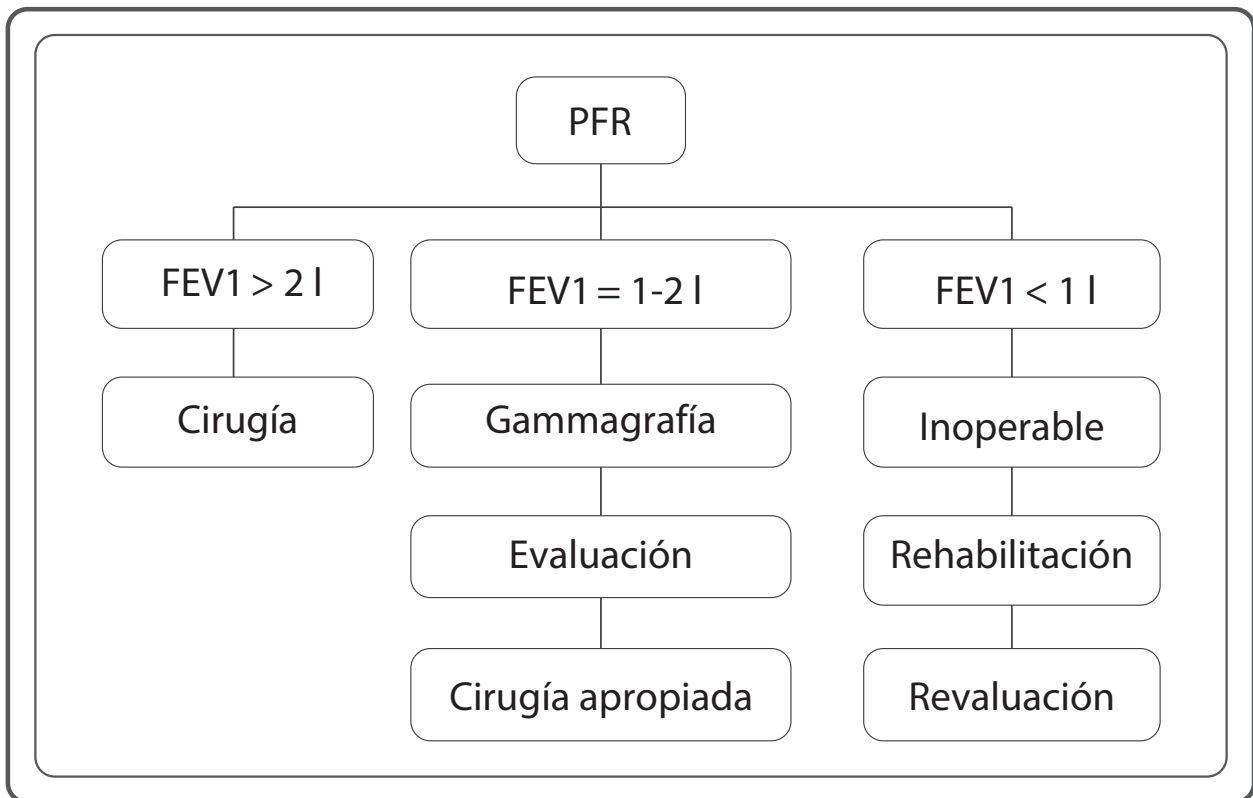 PFR
FEV1 > 2 l
FEV1 = 1-2 l
FEV1 < 1 l
Cirugía
Gammagrafía
Inoperable
Evaluación
Rehabilitación
Cirugía apropiada
Revaluación